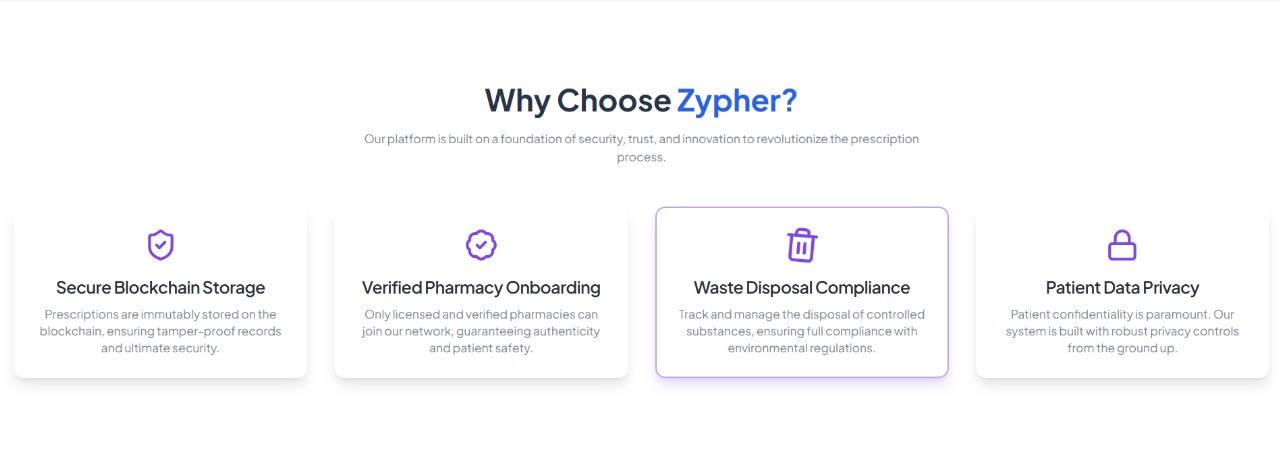 Why Choose Zypher?
Our platform is built on a foundation of security, trust, and innovation to revolutionize the prescription
process.
Secure Blockchain Storage
Prescriptions are immutably stored on the
blockchain, ensuring tamper-proof records
and ultimate security.
Verified Pharmacy Onboarding
Only licensed and verified pharmacies can
join our network, guaranteeing authenticity
and patient safety.
Waste Disposal Compliance
Track and manage the disposal of controlled
substances, ensuring full compliance with
environmental regulations.
Patient Data Privacy
Patient confidentiality is paramount. Our
system is built with robust privacy controls
from the ground up.